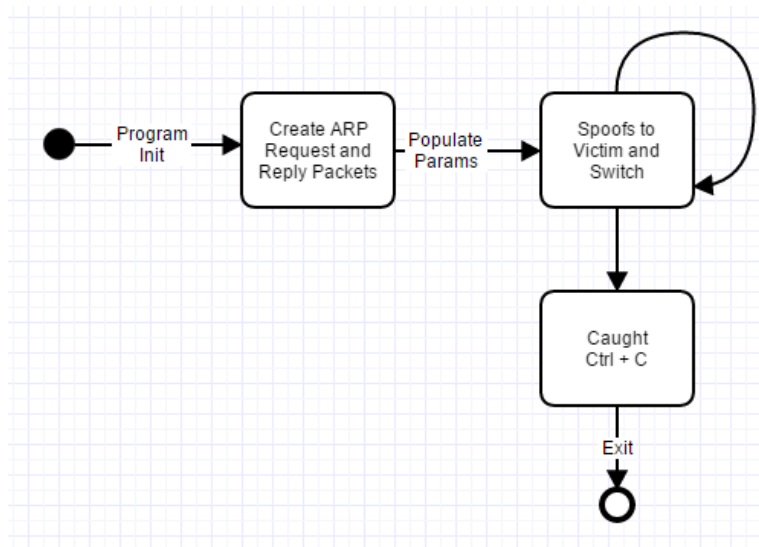 Program
Init
Create ARP
Request and
Reply Packets
Populate
Params
Spoofs to
Victim and
Switch
Caught
Ctrl + C
Exit